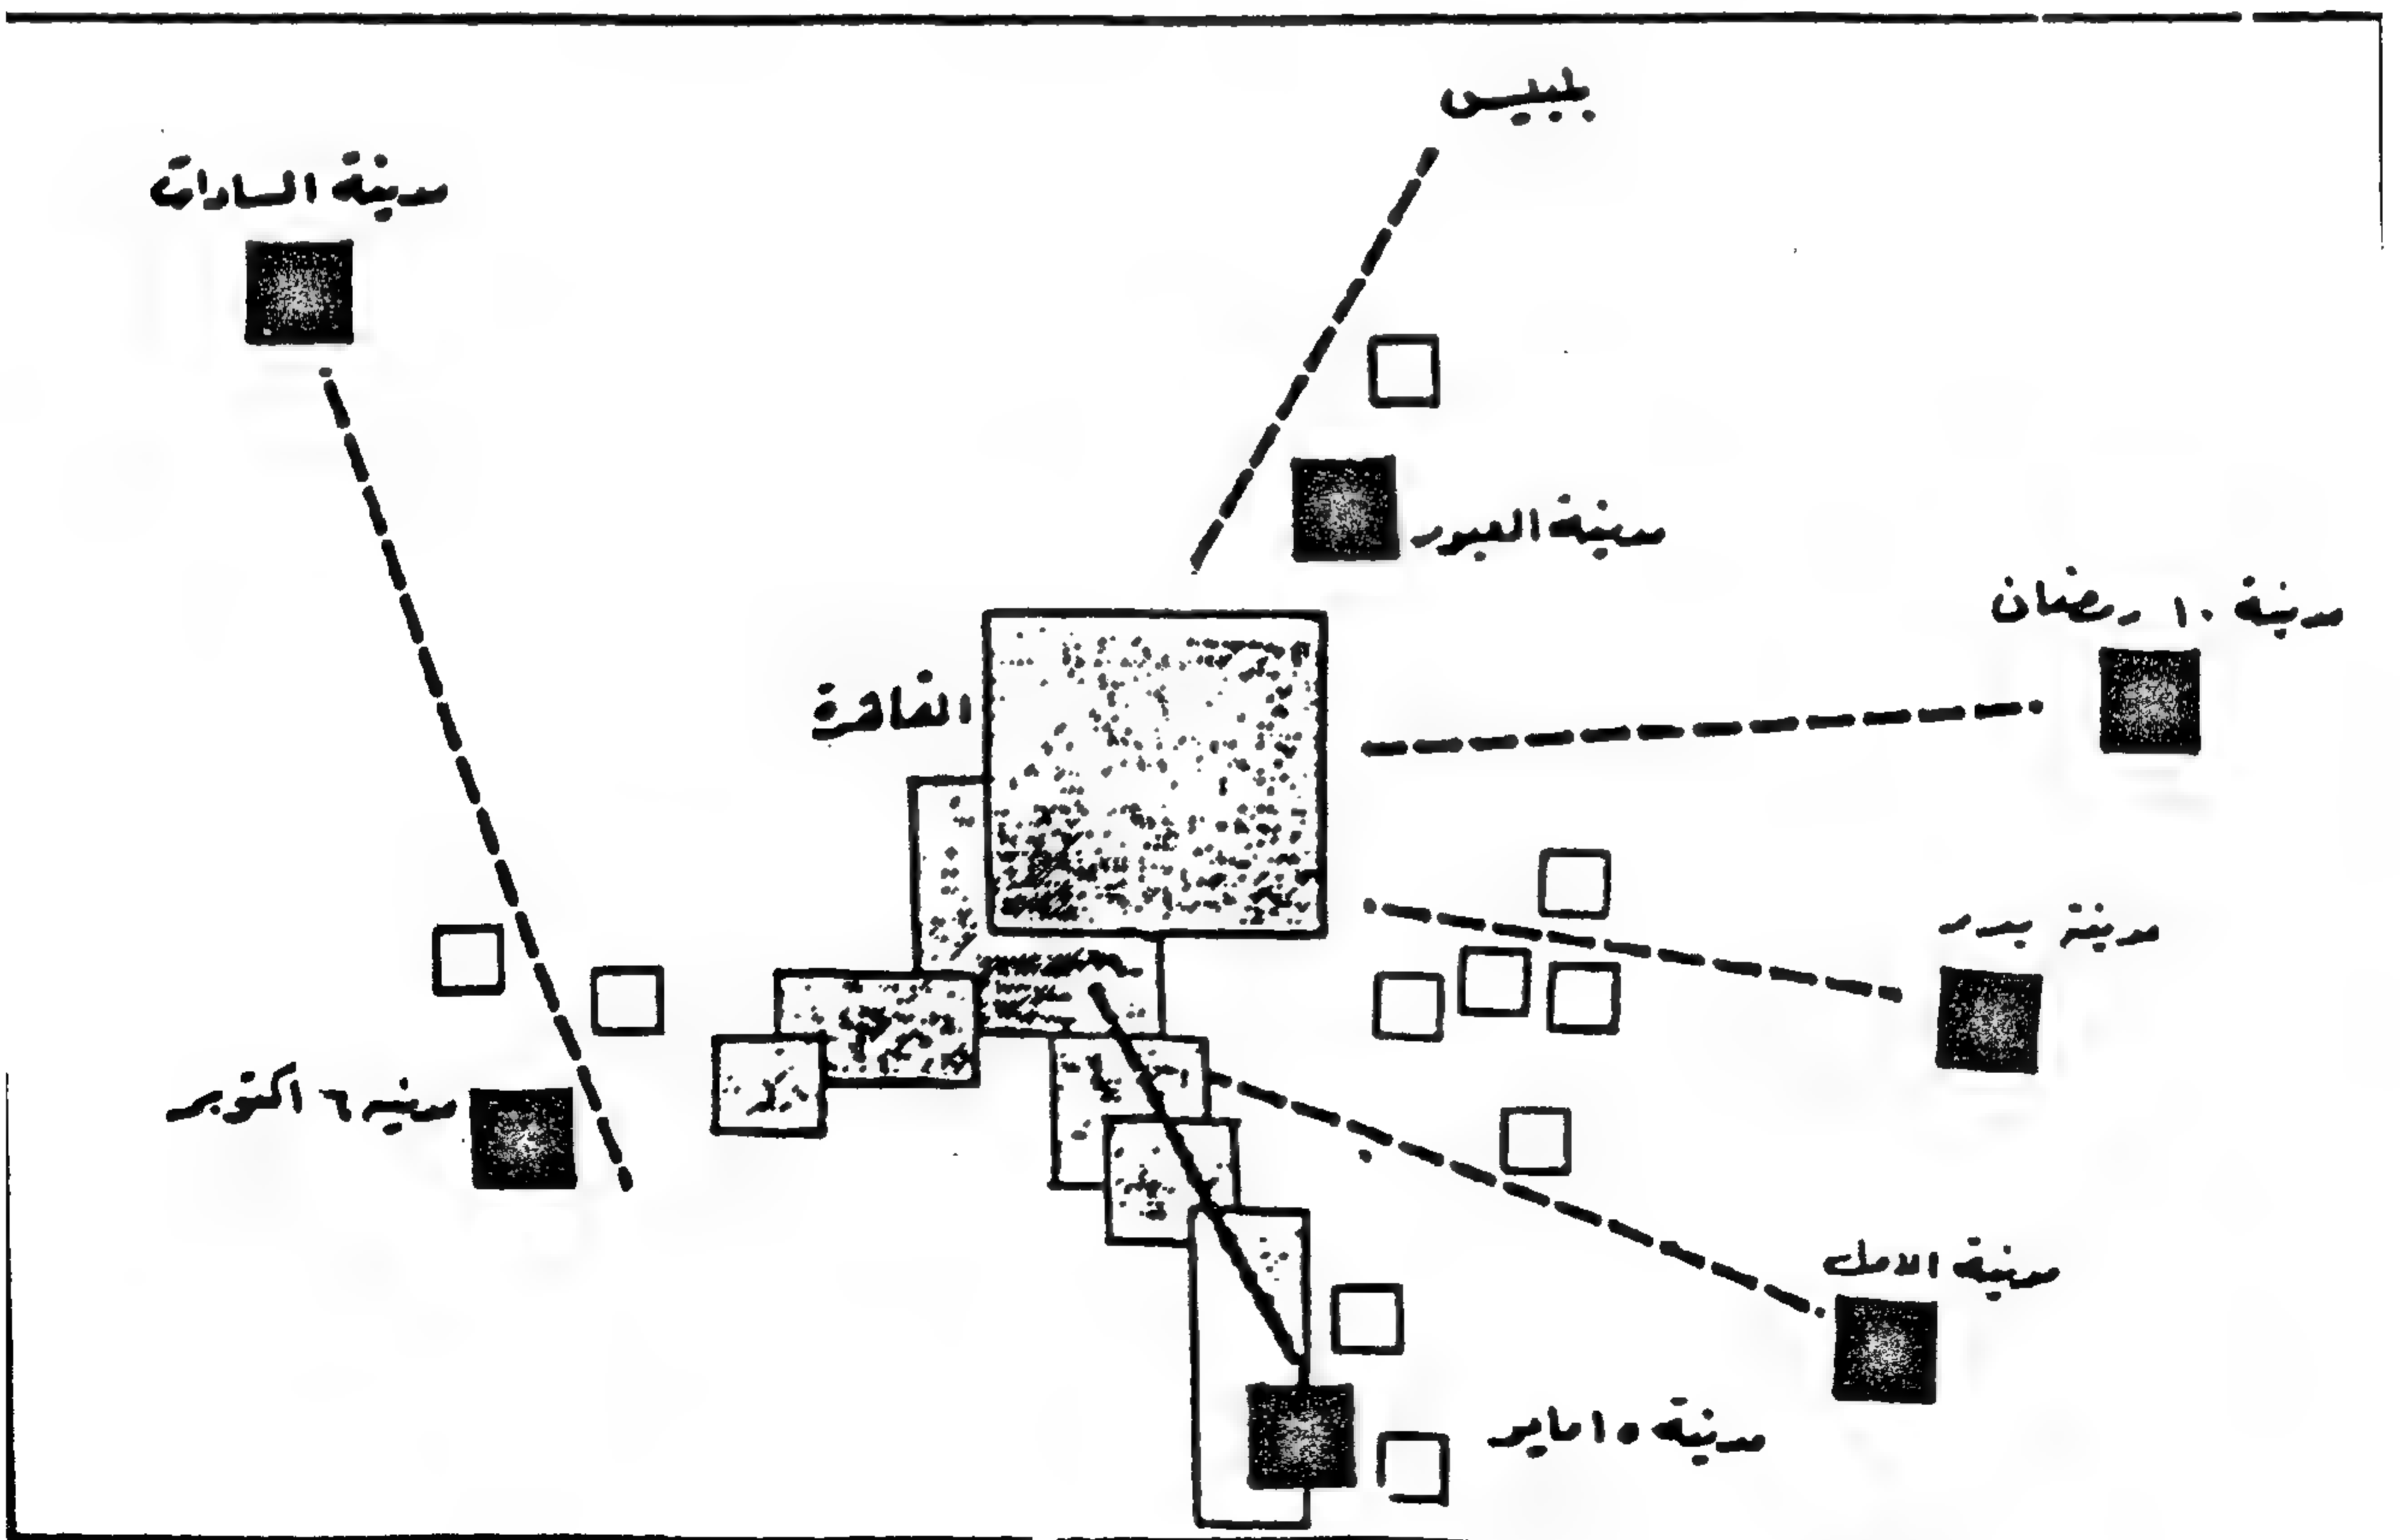 بلبيس
مدينة السادات
مدينة العبور
مدينة ١٠ رمضان
القاهرة
مدينة بدر
مدينة ٦ اكتوبر
مدينة الامل
مدينة ١٥ مايو